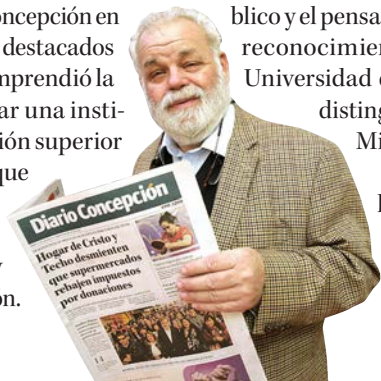 oncepción en
destacados
mprendió la
ar una insti-
ión superior
que
y
on.
blico y el pensa
reconocimien
Universidad
disting
Mi
Diario Concepción
Hogar de Cristo y
Techo desmienten
que supermercados
rebajen impuestos
por donaciones